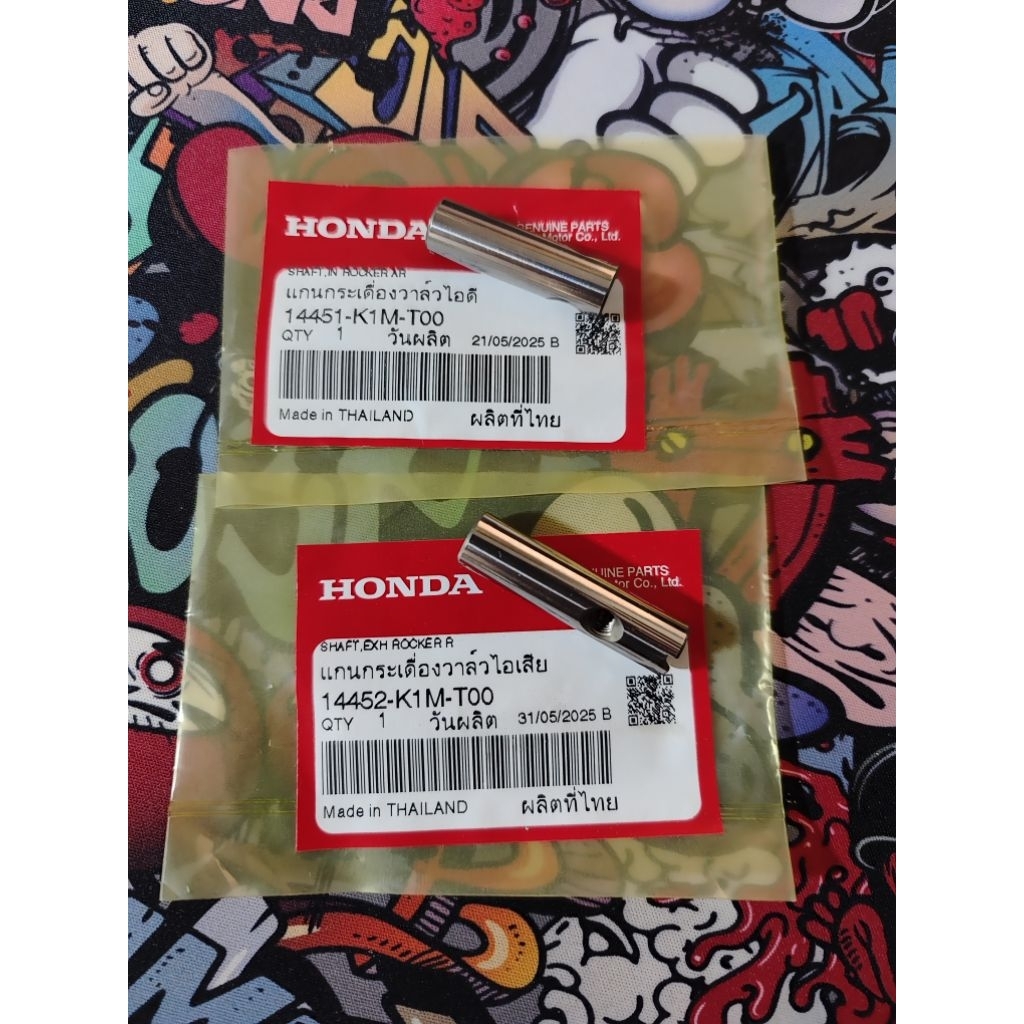 HONDA
GENUINE PARTS
Motor Co., Ltd.
SHAFT,IN ROCKER AR
แกนกระเดื่องวาล์วไอดี
14451-K1M-T00
QTY 1 วันผลิต 21/05/2025 B
Made in THAILAND ผลิตที่ไทย
HONDA
PARTS
Co., Ltd.
SHAFT,EXH ROCKER R
แกนกระเดื่องวาล์วไอเสีย
14452-K1M-T00
QTY 1 วันผลิต 31/05/2025 B
Made in THAILAND ผลิตที่ไทย